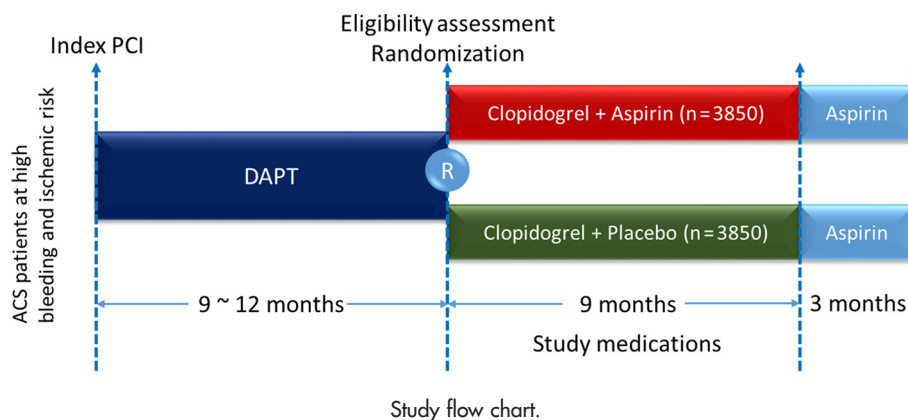 Index PCI
Eligibility assessment
Randomization
ACS patients at high
bleeding and ischemic risk
DAPT
R
Clopidogrel + Aspirin (n=3850)
Aspirin
Clopidogrel + Placebo (n=3850)
Aspirin
9 ~ 12 months
9 months
3 months
Study medications
Study flow chart.